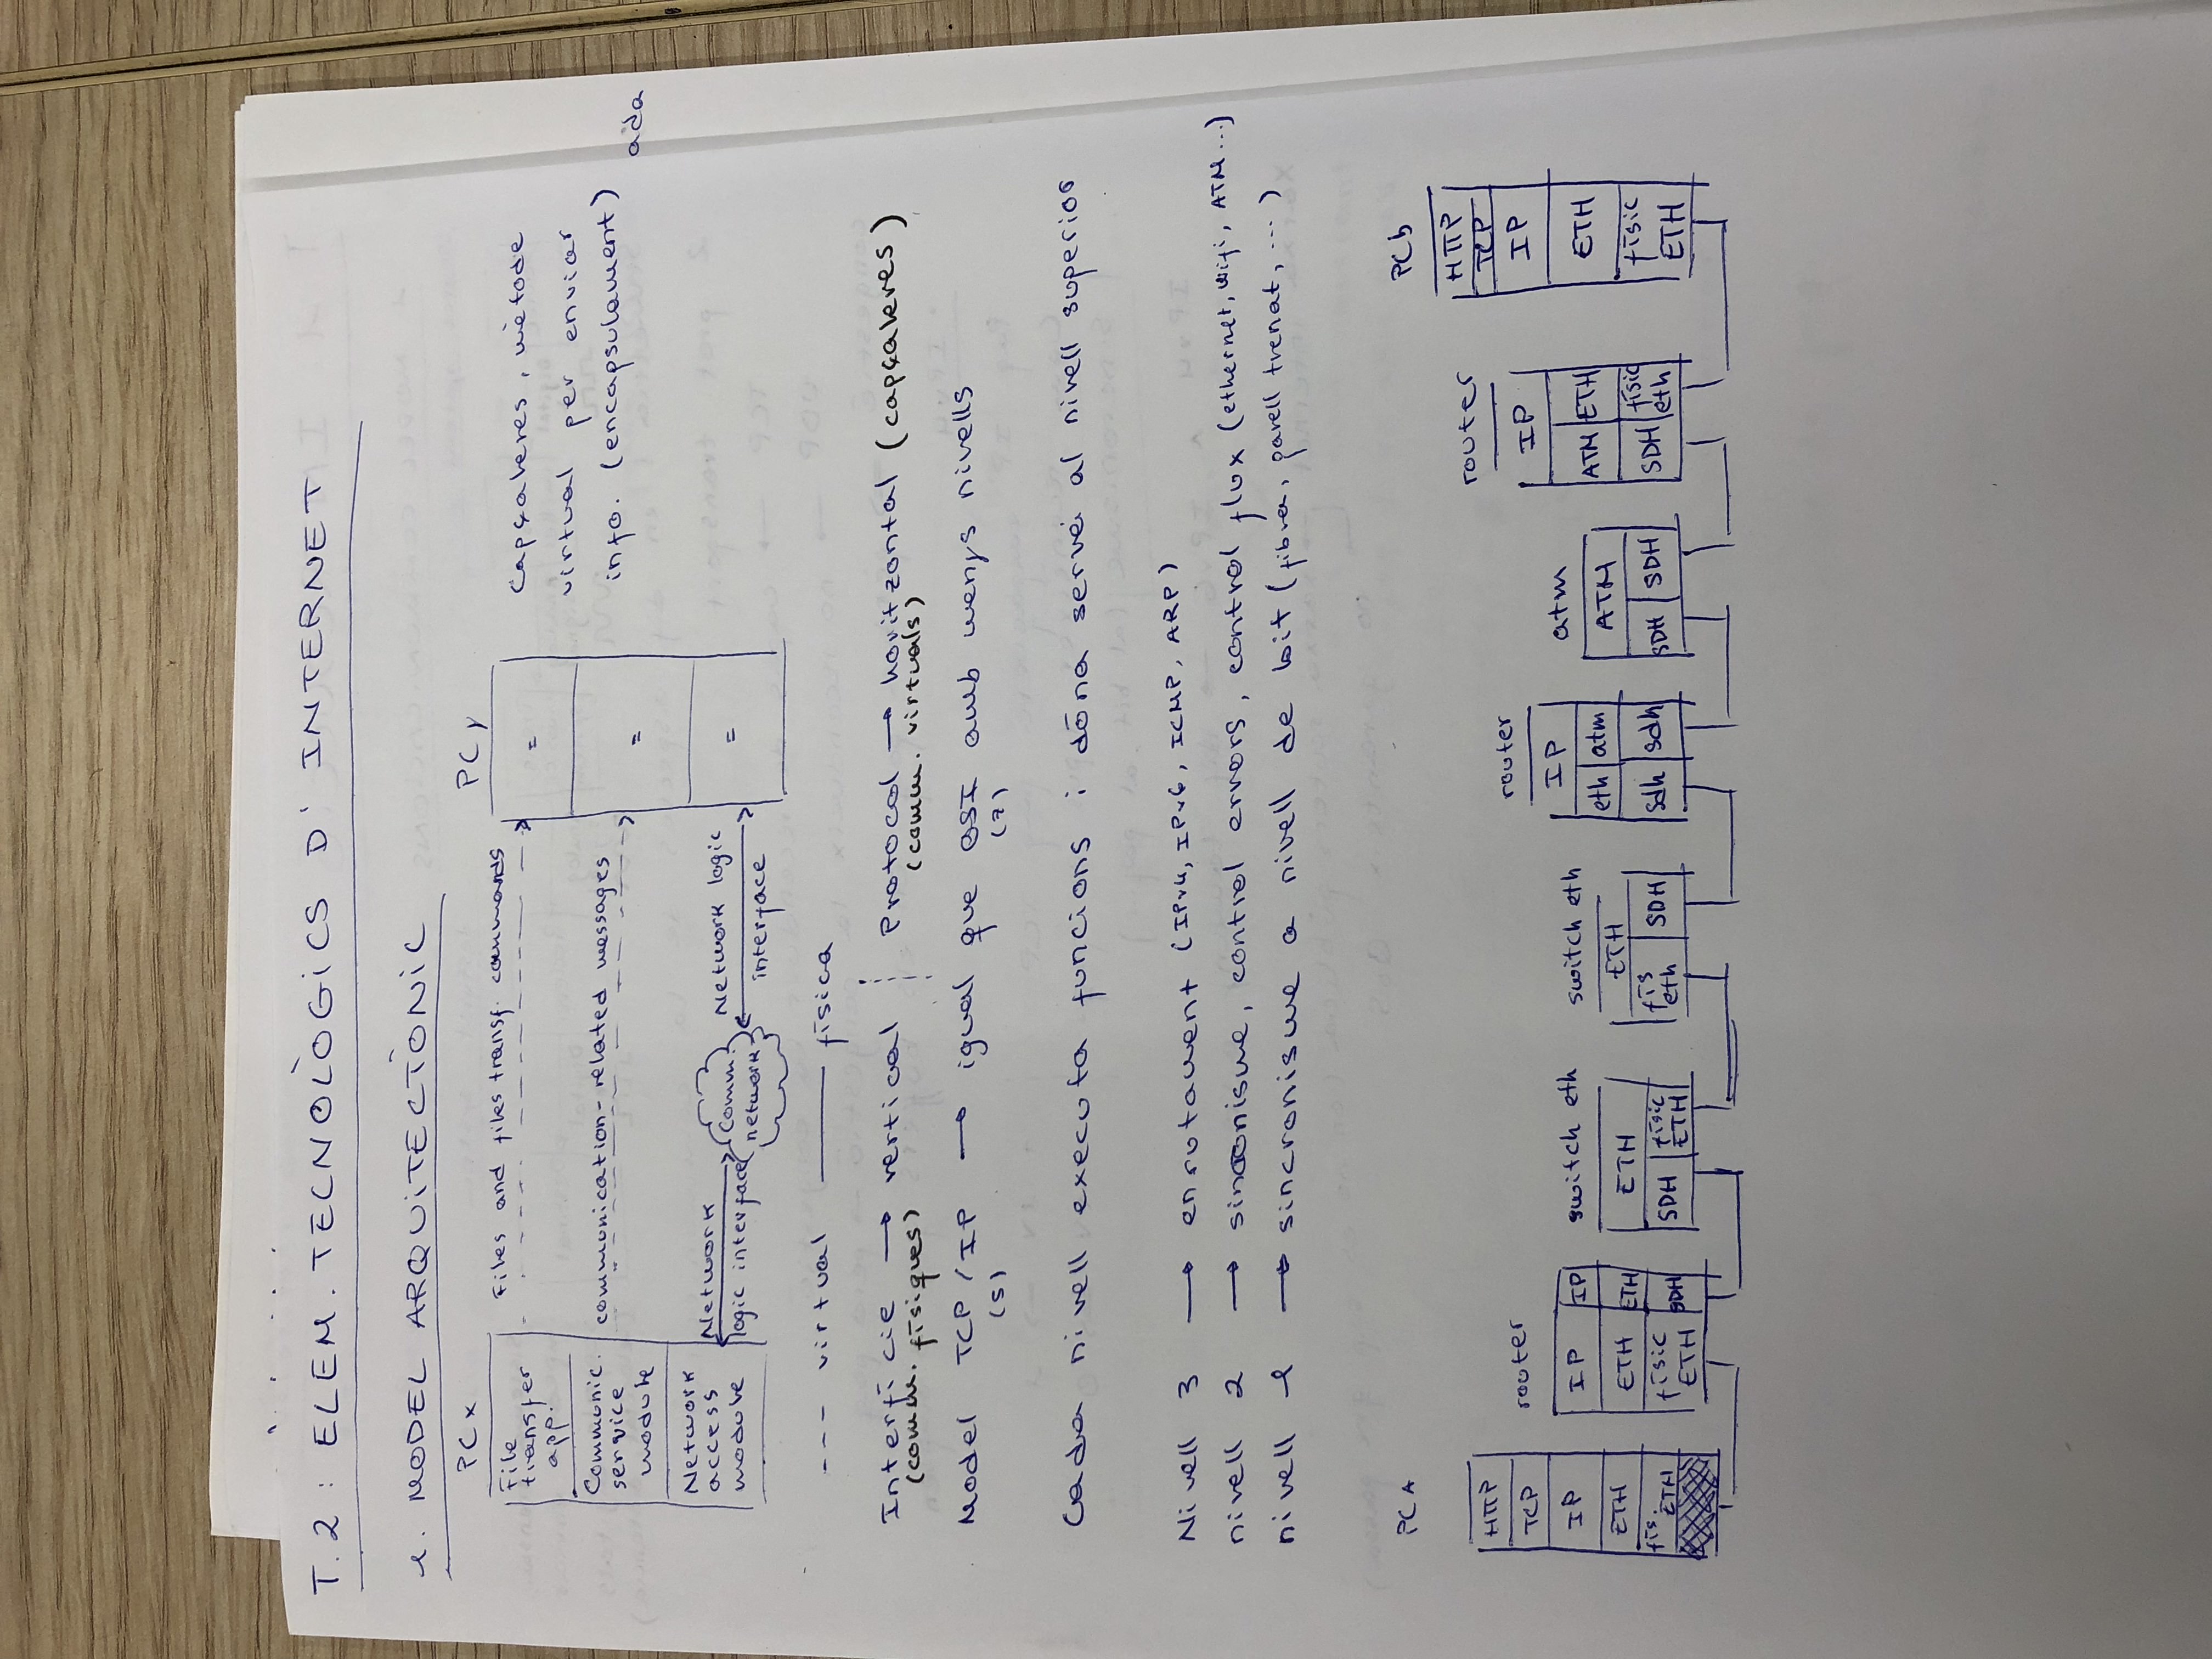 T.2: ELEM. TECNOLÒGICS D'INTERNET
1. MODEL ARQUITECTÒNIC
PCx
PCy
File
transfer
app.
Files and files transf. commands
=
Capçaleres, mètode
virtual per enviar
info. (encapsulament)
ada
Communic.
service
module
communication-related messages
=
Network
access
module
Network
logic interface
Comm.
network
Network logic
interface
=
--- virtual —— física
Interfície → vertical
(comm. físiques)
Protocol → horitzontal (capçaleres)
(comm. virtuals)
Model TCP/IP → igual que OSI amb menys nivells
(5) (7)
Cada nivell executa funcions i dóna servei al nivell superior
Nivell 3 → enrutament (IPv4, IPv6, ICMP, ARP)
nivell 2 → sincronisme, control errors, control flux (ethernet, wifi, ATM...)
nivell 1 → sincronisme a nivell de bit (fibra, parell trenat, ...)
PCA
HTTP
TCP
IP
ETH
fís. ETH
router
IP IP
ETH ETH
físic ETH SDH
switch eth
ETH
SDH físic ETH
switch eth
ETH
fís eth SDH
router
IP
eth atm
sdh sdh
atm
ATM
SDH SDH
router
IP
ATM ETH
SDH físic eth
PCb
HTTP
TCP
IP
ETH
físic
ETH